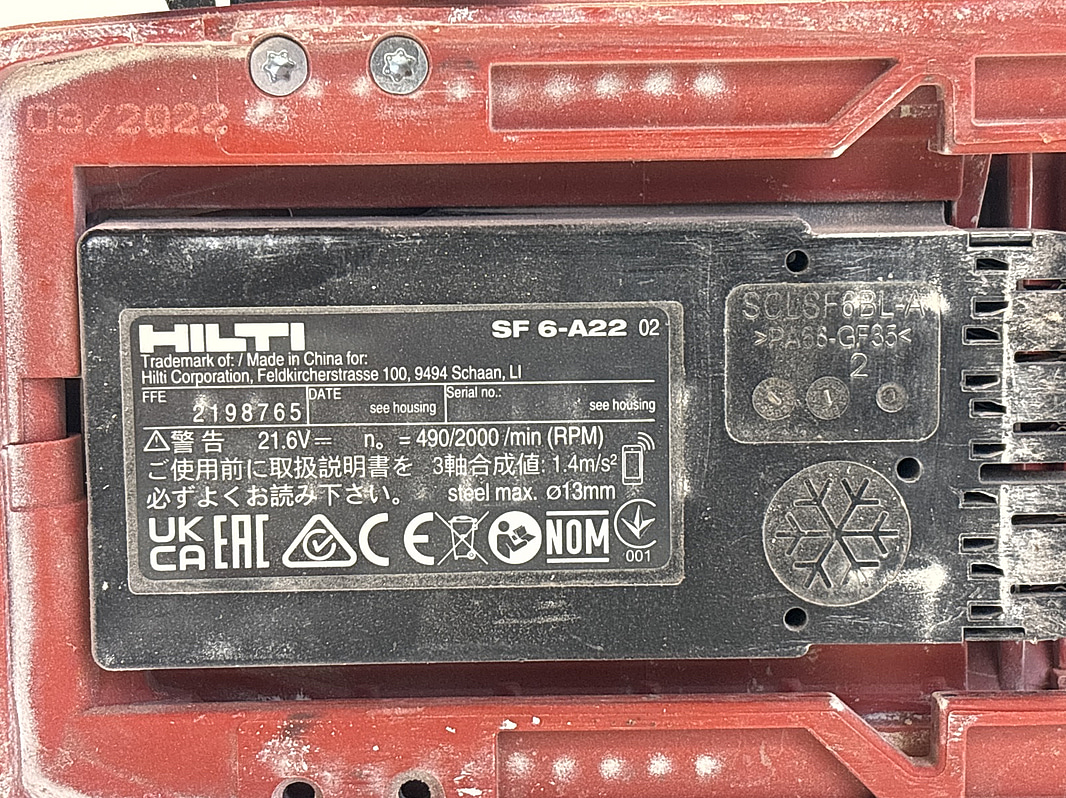 09/2022
HILTI SF 6-A22 02
Trademark of: / Made in China for:
Hilti Corporation, Feldkircherstrasse 100, 9494 Schaan, LI
FFE DATE Serial no.:
2198765 see housing see housing
警告 21.6V n₀ = 490/2000 /min (RPM)
ご使用前に取扱説明書を 3軸合成値: 1.4m/s²
必ずよくお読み下さい。 steel max. ⌀13mm
UK CA EAC CE NOM
001
SCLSF6BL-A
>PA66-GF35<
2